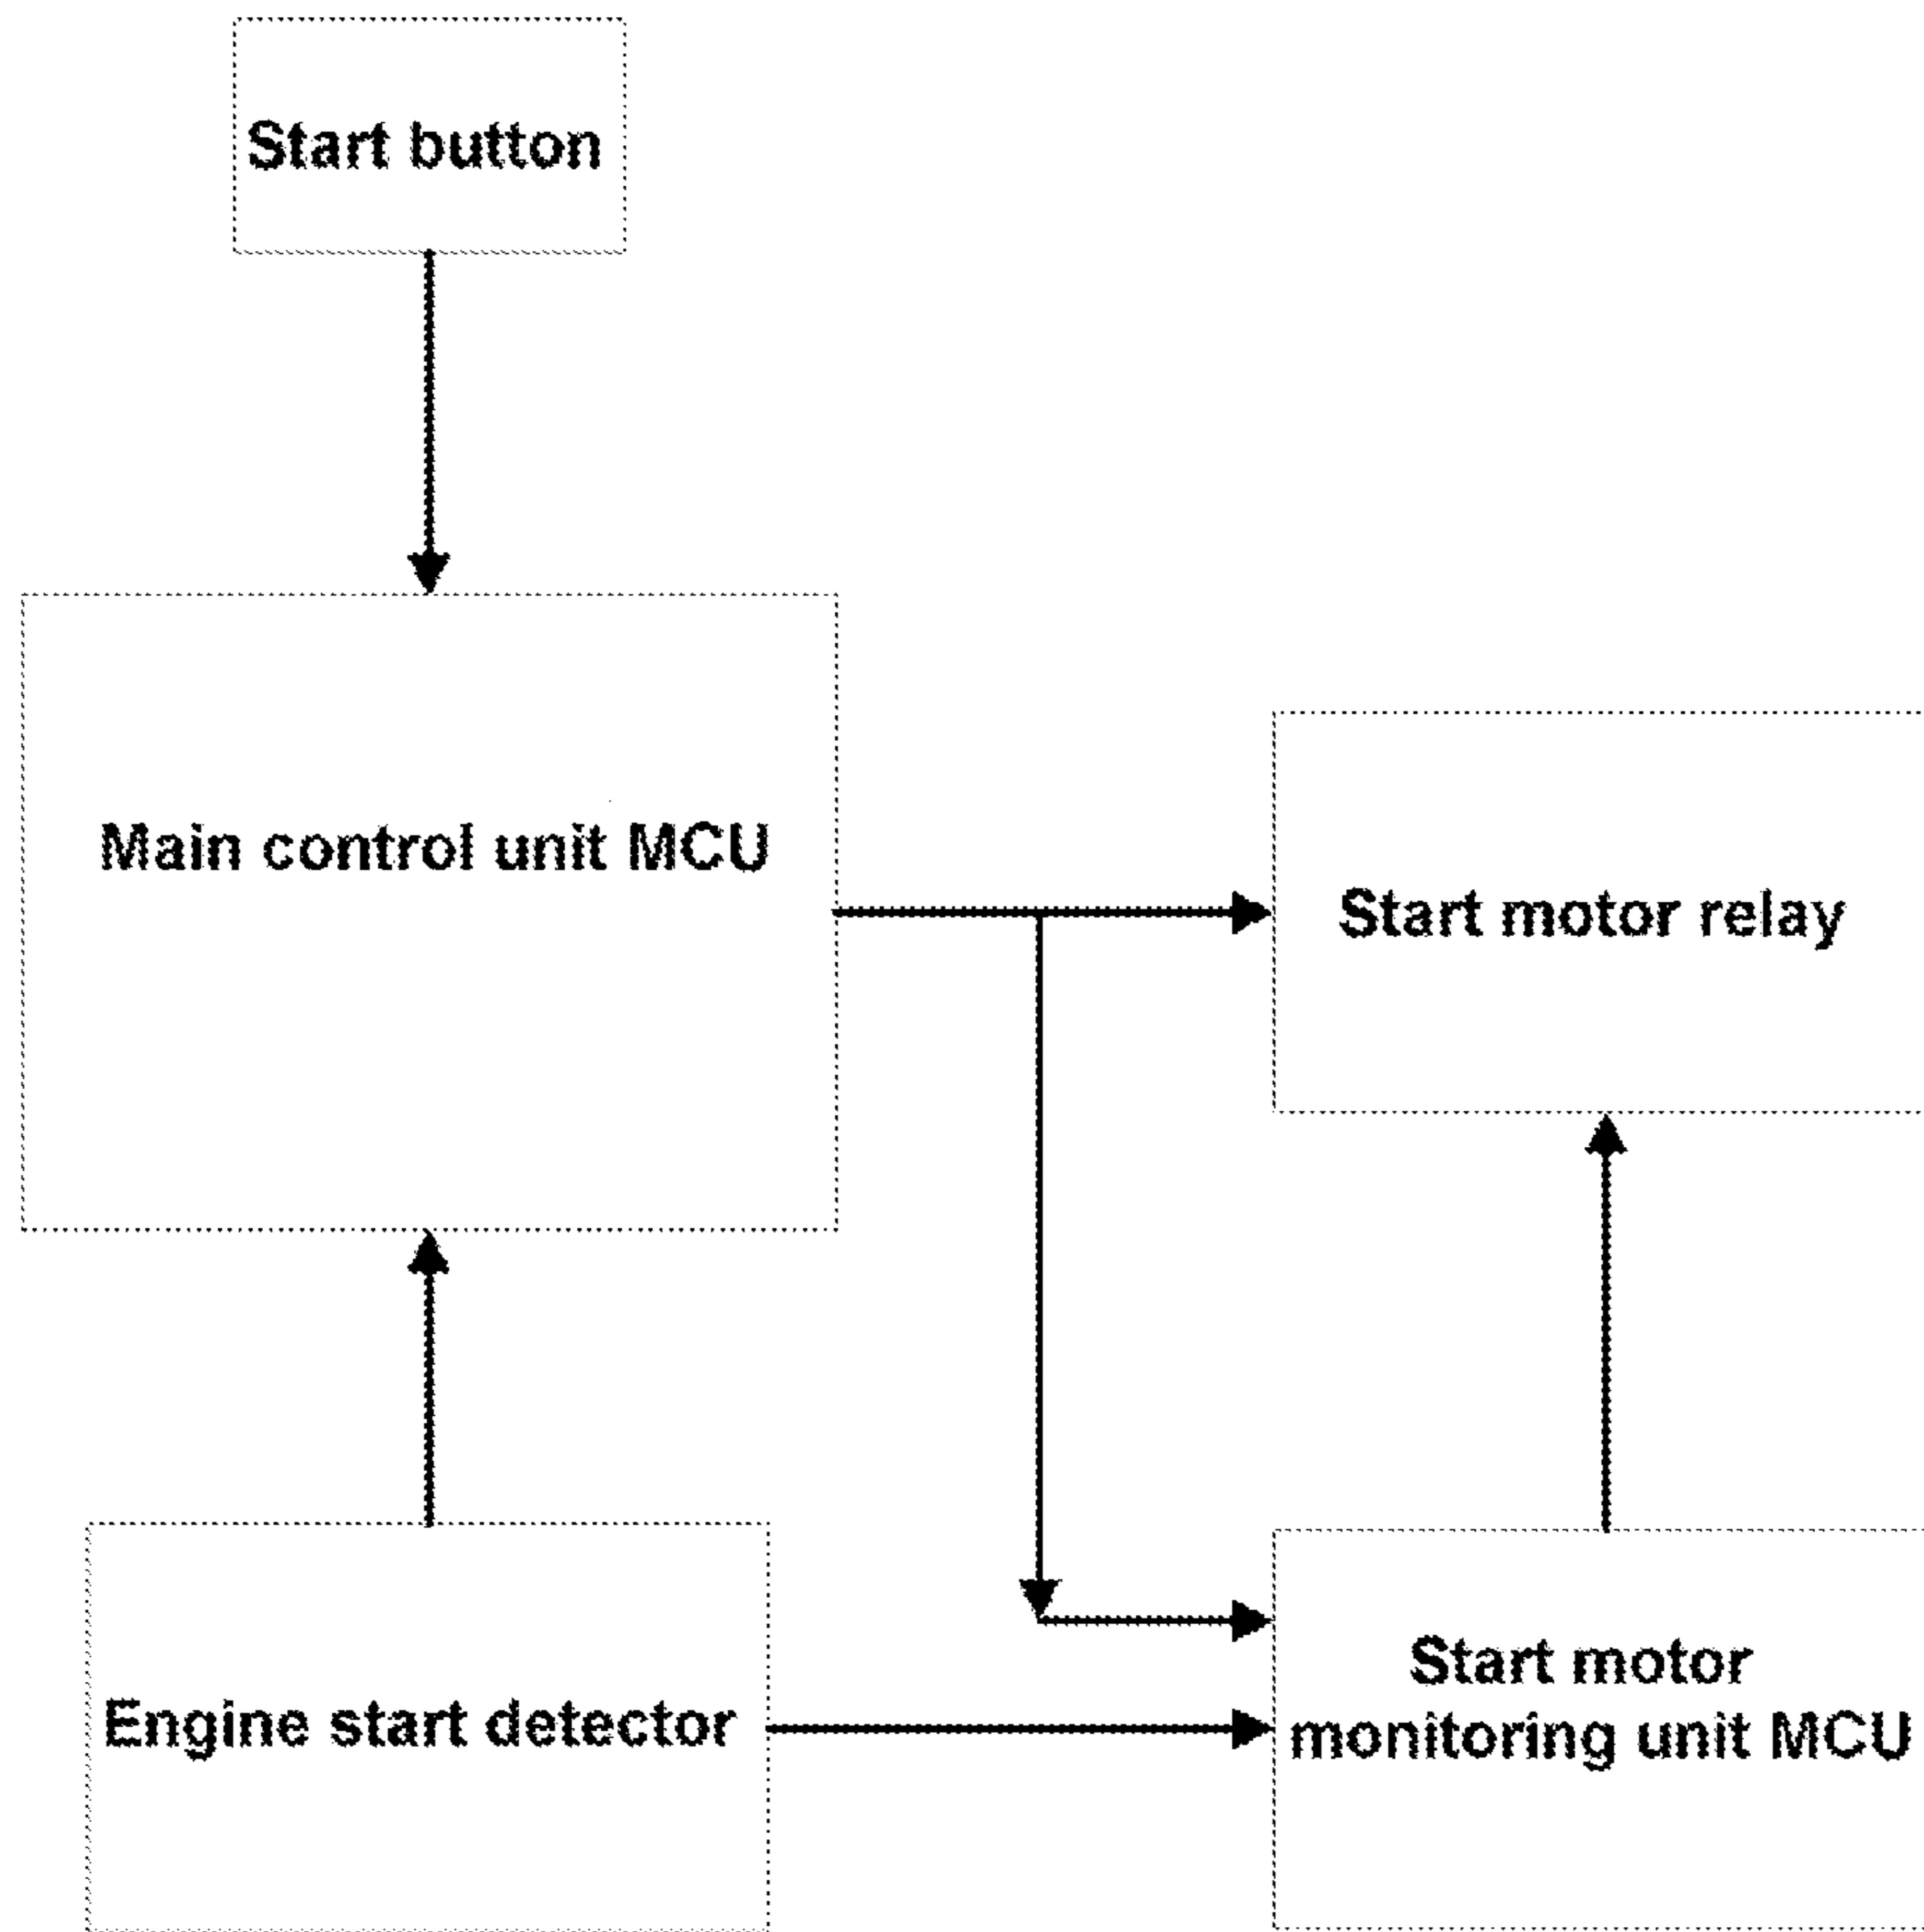 Start button
Main control unit MCU
Start motor relay
Engine start detector
Start motor
monitoring unit MCU